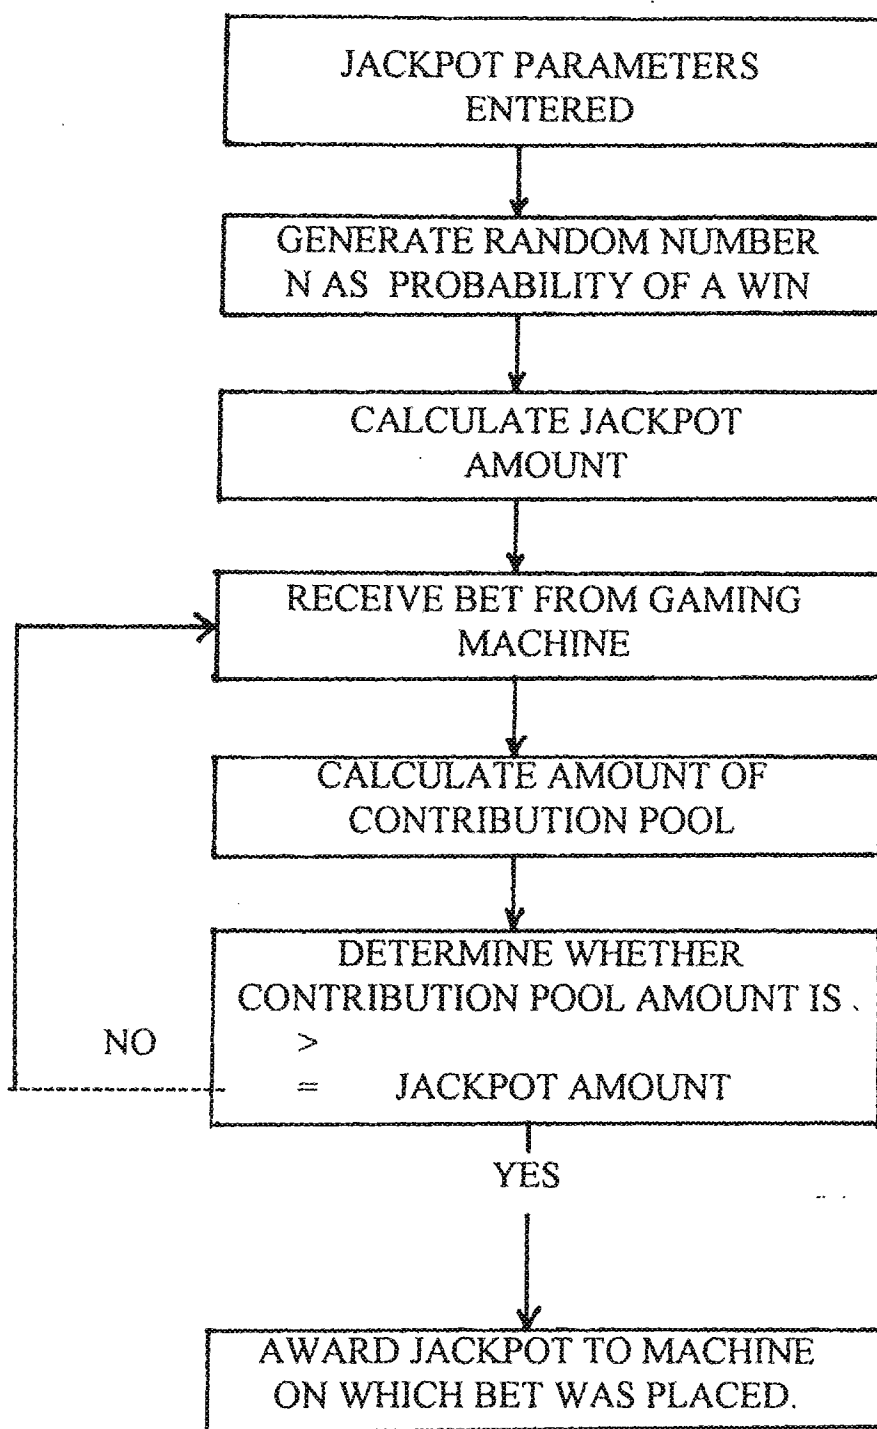 JACKPOT PARAMETERS
ENTERED
GENERATE RANDOM NUMBER
N AS PROBABILITY OF A WIN
CALCULATE JACKPOT
AMOUNT
RECEIVE BET FROM GAMING
MACHINE
CALCULATE AMOUNT OF
CONTRIBUTION POOL
DETERMINE WHETHER
CONTRIBUTION POOL AMOUNT IS
NO >
= JACKPOT AMOUNT
YES
AWARD JACKPOT TO MACHINE
ON WHICH BET WAS PLACED.